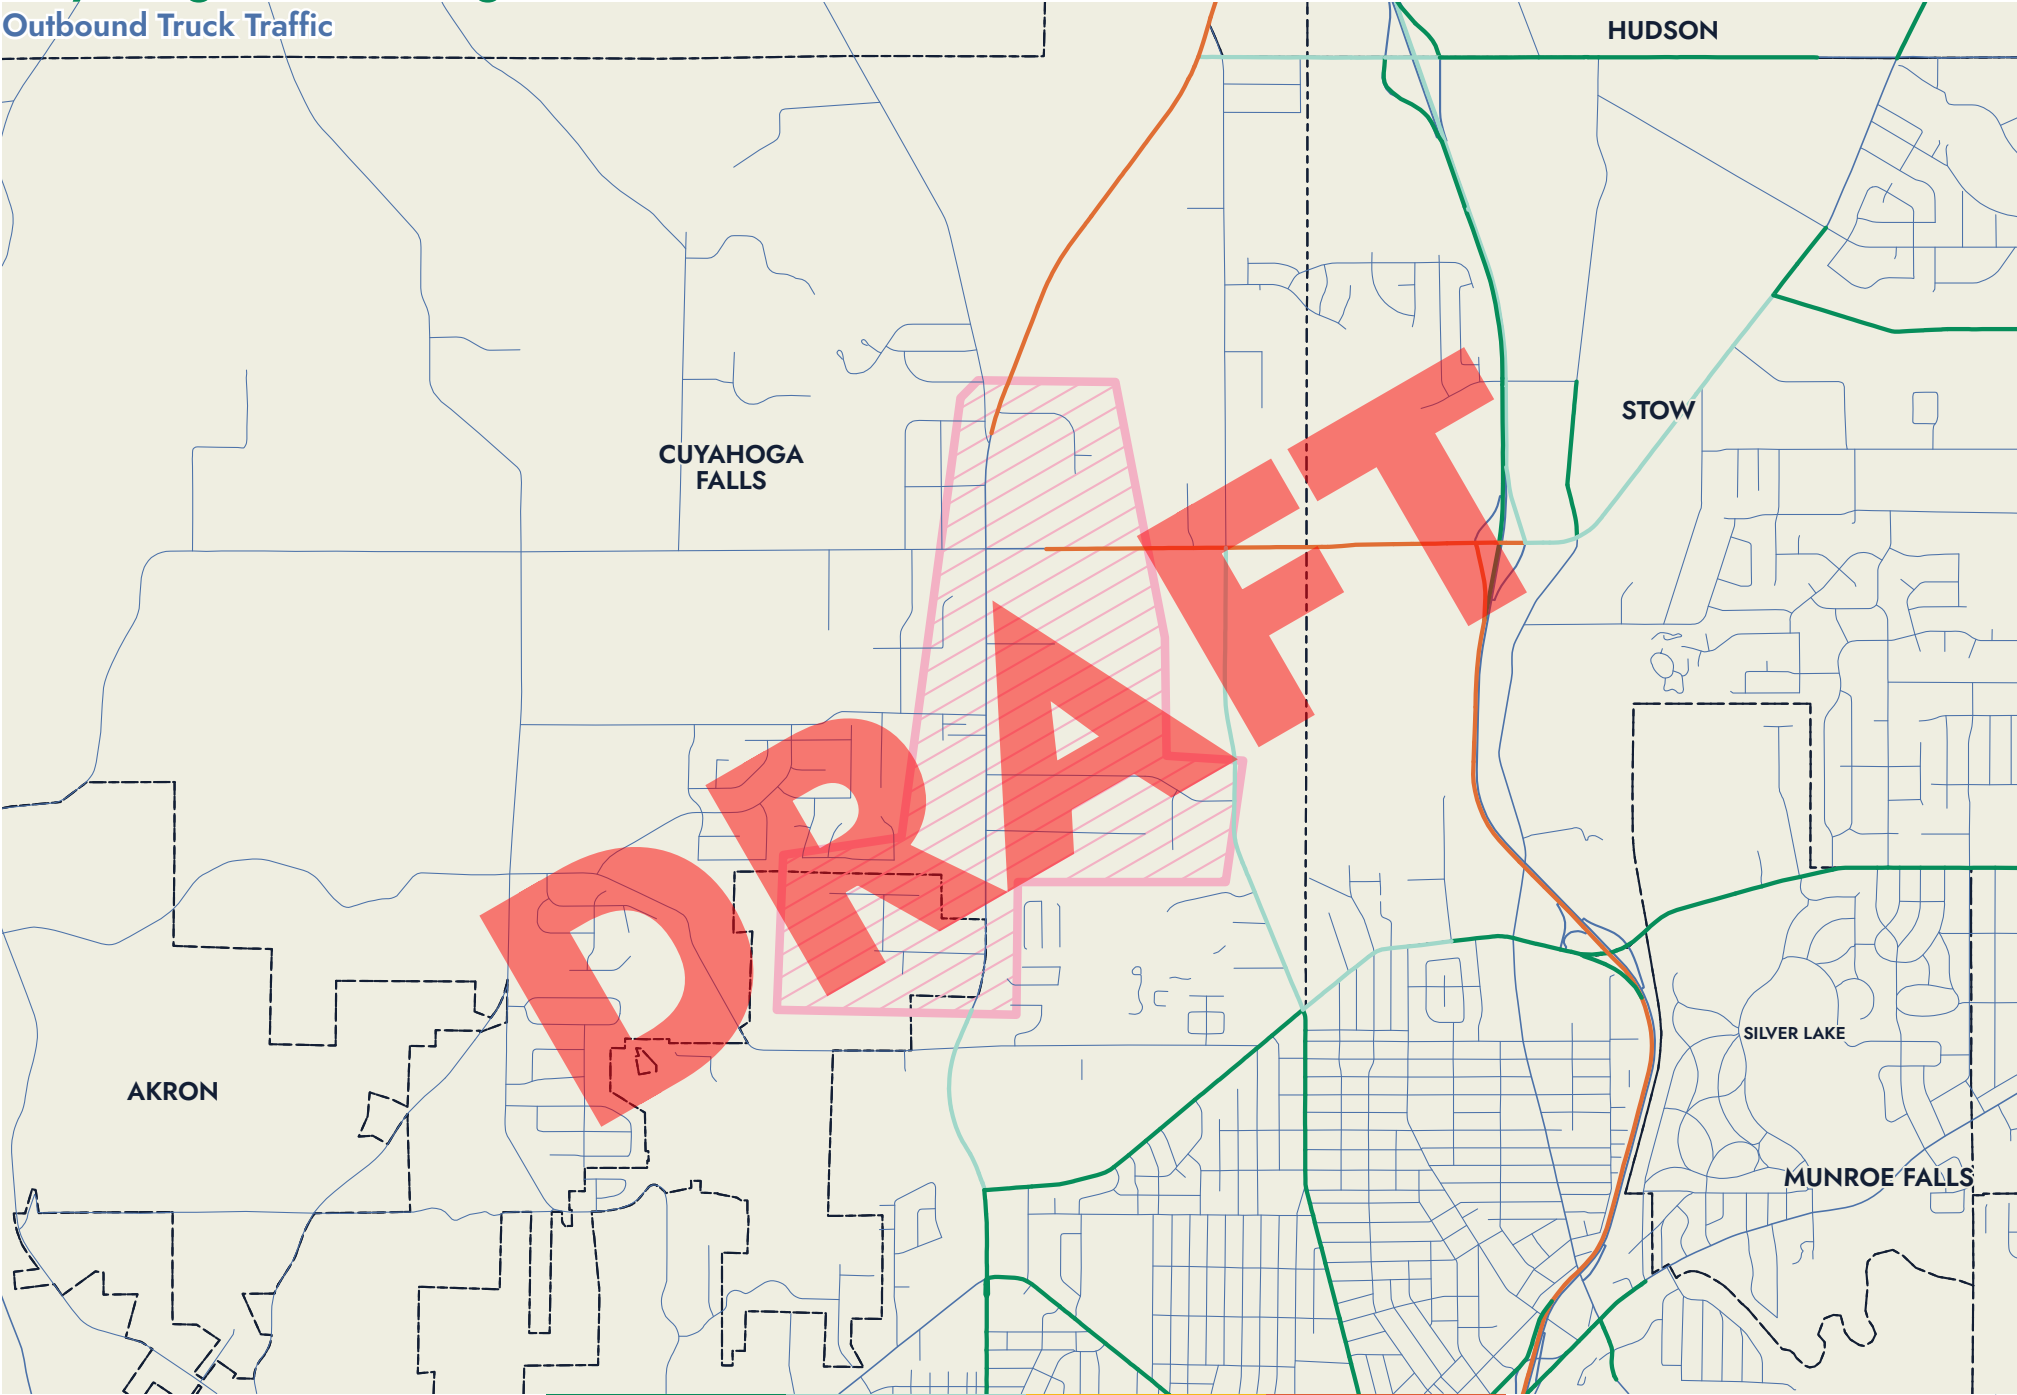 Outbound Truck Traffic
HUDSON
STOW
CUYAHOGA
FALLS
DRAFT
SILVER LAKE
AKRON
MUNROE FALLS